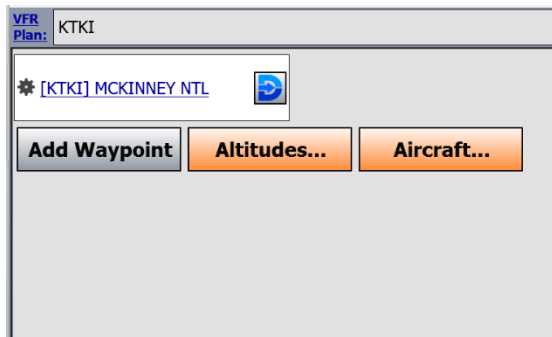 VFR
Plan: KTKI
[KTKI] MCKINNEY NTL
Add Waypoint Altitudes... Aircraft...